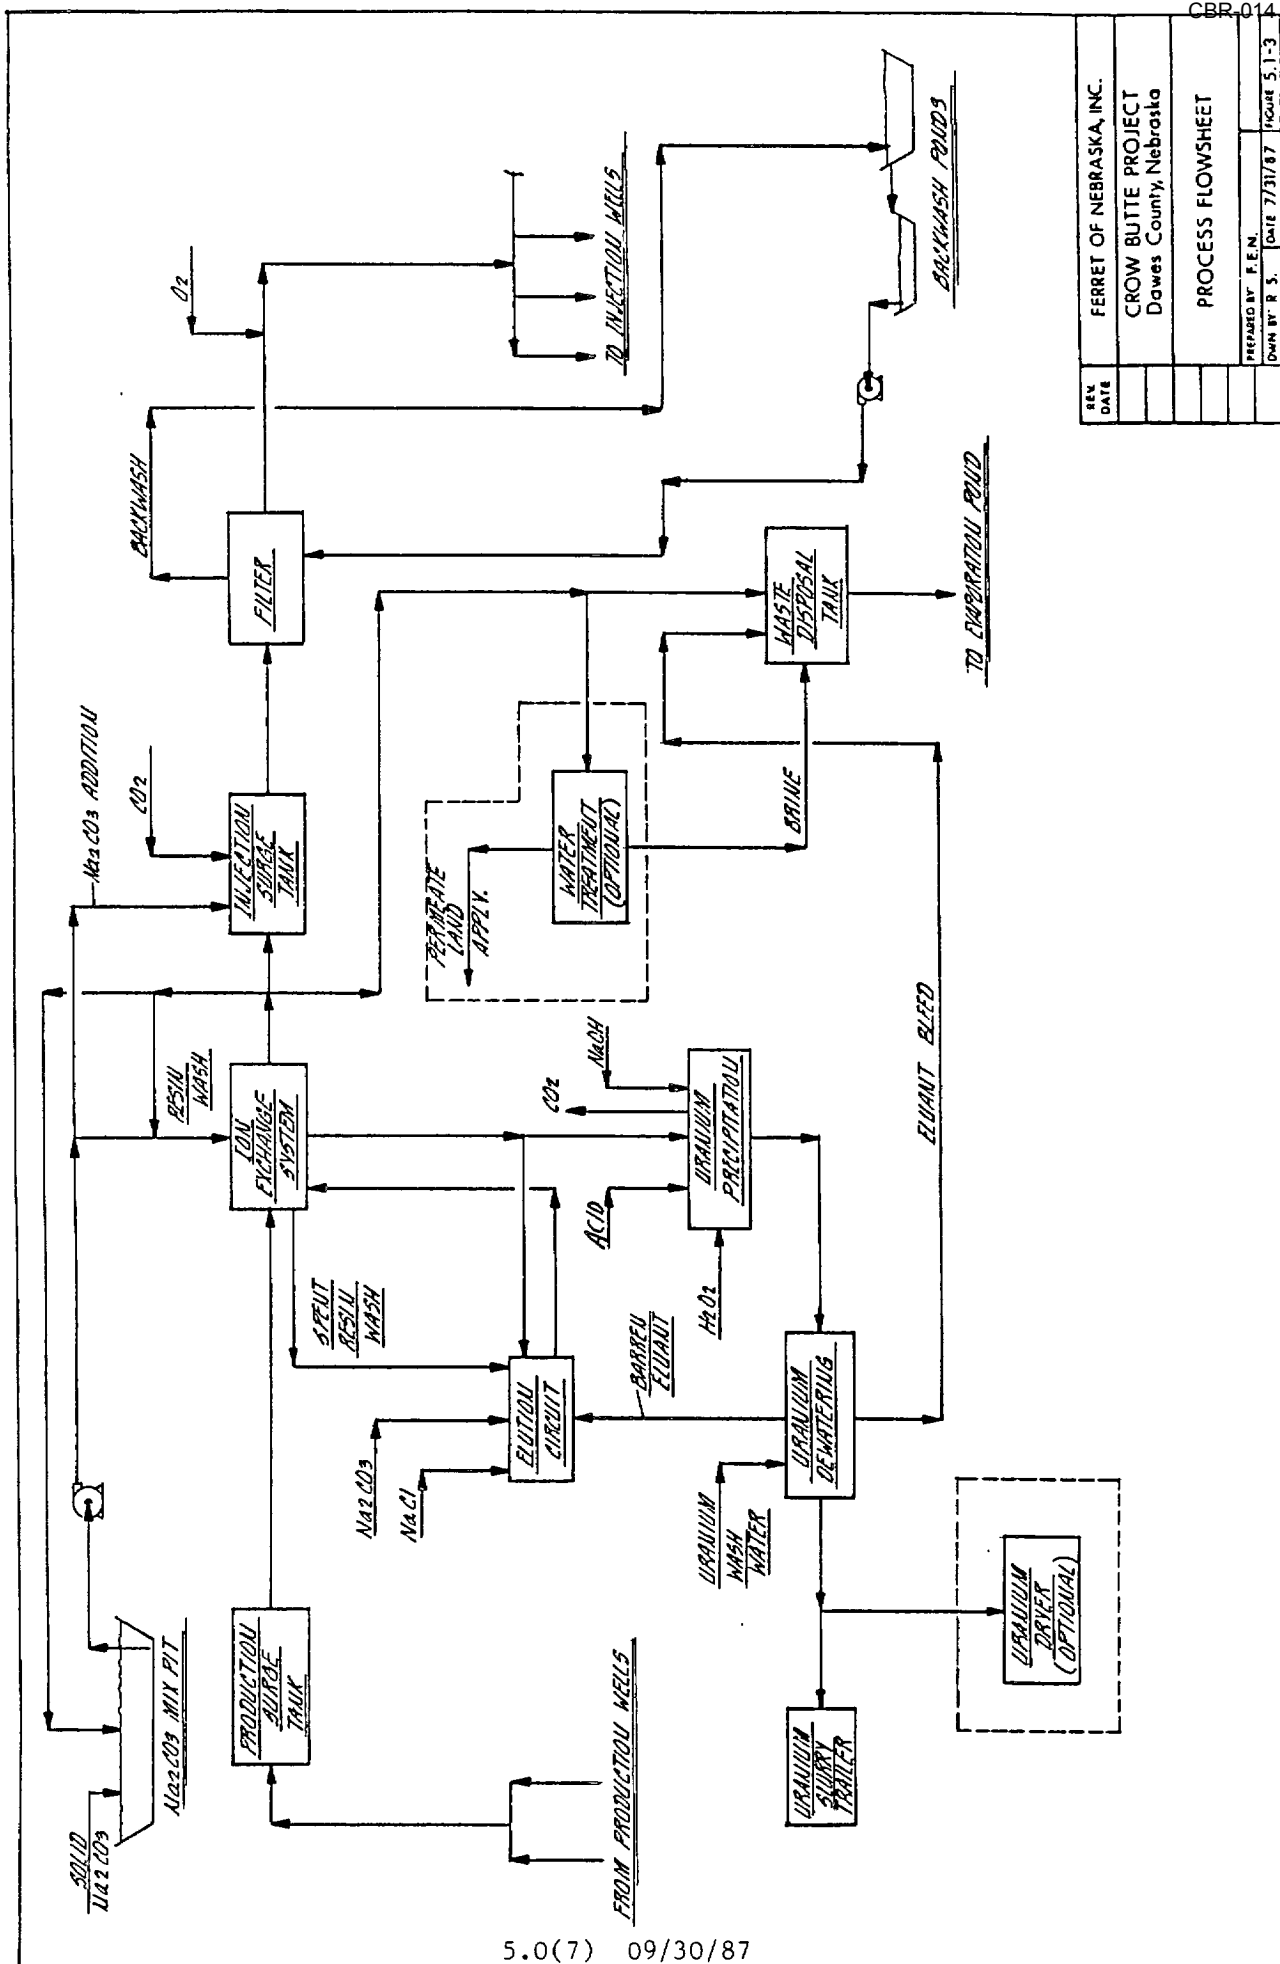 CBR-014
SOLID
Na2CO3
Na2CO3 MIX PIT
Na2CO3 ADDITION
CO2
O2
BACKWASH
FROM PRODUCTION WELLS
PRODUCTION
SURGE
TANK
ION
EXCHANGE
SYSTEM
RESIN
WASH
INJECTION
SURGE
TANK
FILTER
TO INJECTION WELLS
BACKWASH PONDS
SPENT
RESIN
WASH
Na2CO3
NaCl
ELUTION
CIRCUIT
BARREN
ELUANT
ACID
H2O2
CO2
NaOH
URANIUM
PRECIPITATION
PERMEATE
LAND
APPLY.
WATER
TREATMENT
(OPTIONAL)
BRINE
WASTE
DISPOSAL
TANK
TO EVAPORATION POND
URANIUM
WASH
WATER
URANIUM
DEWATERING
ELUANT BLEED
URANIUM
SLURRY
TRAILER
URANIUM
DRYER
(OPTIONAL)
REV.
DATE
FERRET OF NEBRASKA, INC.
CROW BUTTE PROJECT
Dawes County, Nebraska
PROCESS FLOWSHEET
PREPARED BY F.E.N.
DWN BY R S. DATE 7/31/87 FIGURE 5.1-3
5.0(7) 09/30/87